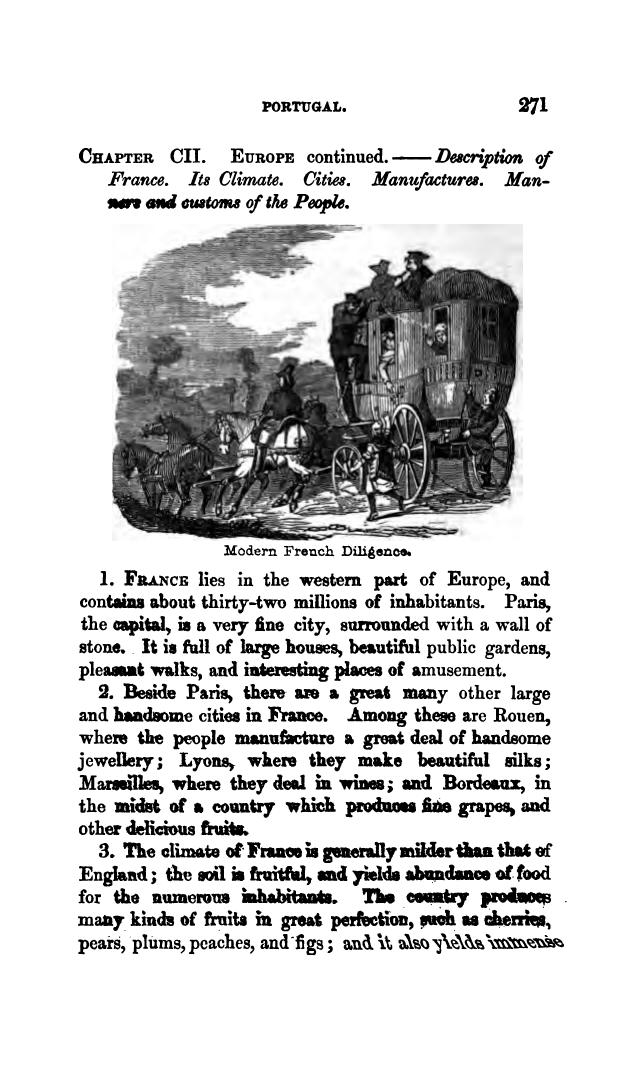 PORTUGAL. 271
CHAPTER CII. EUROPE continued.——Description of
France. Its Climate. Cities. Manufactures. Man-
ners and customs of the People.
Modern French Diligence.
1. FRANCE lies in the western part of Europe, and
contains about thirty-two millions of inhabitants. Paris,
the capital, is a very fine city, surrounded with a wall of
stone. It is full of large houses, beautiful public gardens,
pleasant walks, and interesting places of amusement.
2. Beside Paris, there are a great many other large
and handsome cities in France. Among these are Rouen,
where the people manufacture a great deal of handsome
jewellery; Lyons, where they make beautiful silks;
Marseilles, where they deal in wines; and Bordeaux, in
the midst of a country which produces fine grapes, and
other delicious fruits.
3. The climate of France is generally milder than that of
England; the soil is fruitful, and yields abundance of food
for the numerous inhabitants. The country produces
many kinds of fruits in great perfection, such as cherries,
pears, plums, peaches, and figs; and it also yields immense